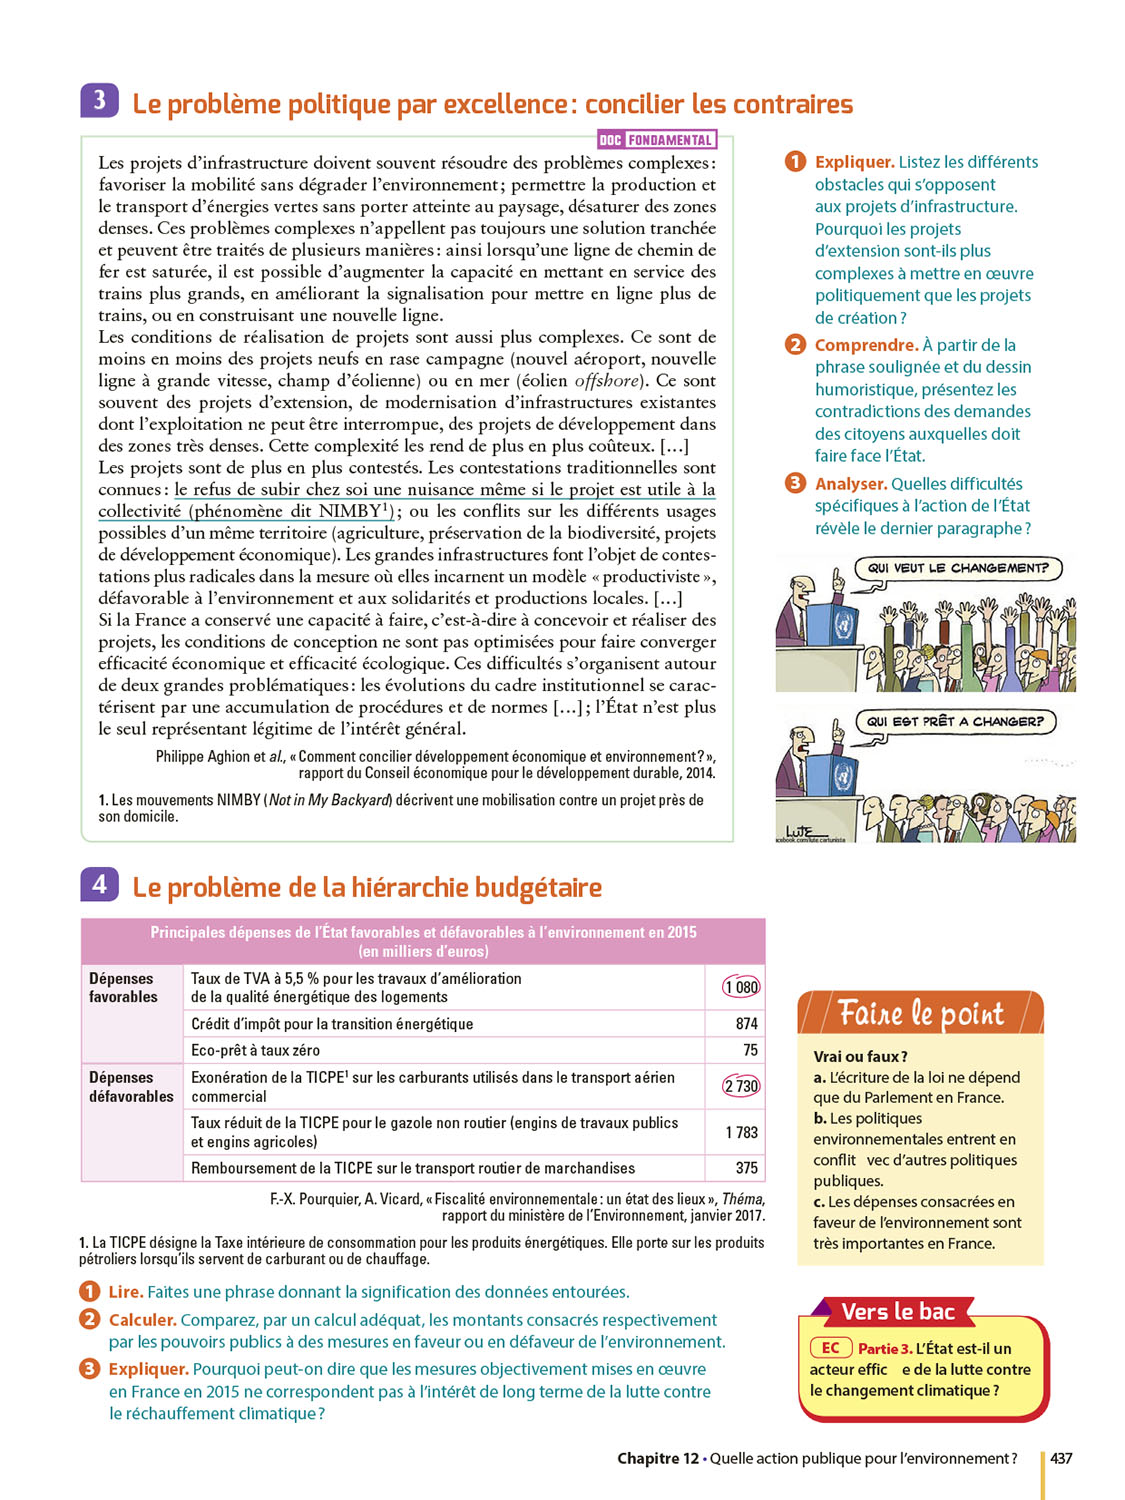 3 Le problème politique par excellence : concilier les contraires
DOC FONDAMENTAL
Les projets d'infrastructure doivent souvent résoudre des problèmes complexes :
favoriser la mobilité sans dégrader l'environnement ; permettre la production et
le transport d'énergies vertes sans porter atteinte au paysage, désaturer des zones
denses. Ces problèmes complexes n'appellent pas toujours une solution tranchée
et peuvent être traités de plusieurs manières : ainsi lorsqu'une ligne de chemin de
fer est saturée, il est possible d'augmenter la capacité en mettant en service des
trains plus grands, en améliorant la signalisation pour mettre en ligne plus de
trains, ou en construisant une nouvelle ligne.
Les conditions de réalisation de projets sont aussi plus complexes. Ce sont de
moins en moins des projets neufs en rase campagne (nouvel aéroport, nouvelle
ligne à grande vitesse, champ d'éolienne) ou en mer (éolien offshore). Ce sont
souvent des projets d'extension, de modernisation d'infrastructures existantes
dont l'exploitation ne peut être interrompue, des projets de développement dans
des zones très denses. Cette complexité les rend de plus en plus coûteux. [...]
Les projets sont de plus en plus contestés. Les contestations traditionnelles sont
connues : le refus de subir chez soi une nuisance même si le projet est utile à la
collectivité (phénomène dit NIMBY1) ; ou les conflits sur les différents usages
possibles d'un même territoire (agriculture, préservation de la biodiversité, projets
de développement économique). Les grandes infrastructures font l'objet de contes-
tations plus radicales dans la mesure où elles incarnent un modèle « productiviste »,
défavorable à l'environnement et aux solidarités et productions locales. [...]
Si la France a conservé une capacité à faire, c'est-à-dire à concevoir et réaliser des
projets, les conditions de conception ne sont pas optimisées pour faire converger
efficacité économique et efficacité écologique. Ces difficultés s'organisent autour
de deux grandes problématiques : les évolutions du cadre institutionnel se carac-
térisent par une accumulation de procédures et de normes [...] ; l'État n'est plus
le seul représentant légitime de l'intérêt général.
Philippe Aghion et al., « Comment concilier développement économique et environnement ? »,
rapport du Conseil économique pour le développement durable, 2014.
1. Les mouvements NIMBY (Not in My Backyard) décrivent une mobilisation contre un projet près de
son domicile.
1 Expliquer. Listez les différents
obstacles qui s'opposent
aux projets d'infrastructure.
Pourquoi les projets
d'extension sont-ils plus
complexes à mettre en œuvre
politiquement que les projets
de création ?
2 Comprendre. À partir de la
phrase soulignée et du dessin
humoristique, présentez les
contradictions des demandes
des citoyens auxquelles doit
faire face l'État.
3 Analyser. Quelles difficultés
spécifiques à l'action de l'État
révèle le dernier paragraphe ?
QUI VEUT LE CHANGEMENT?
QUI EST PRÊT A CHANGER?
LUTE
facebook.com/lute.cartunista
4 Le problème de la hiérarchie budgétaire
Principales dépenses de l'État favorables et défavorables à l'environnement en 2015
(en milliers d'euros)
Dépenses
favorables
Taux de TVA à 5,5 % pour les travaux d'amélioration
de la qualité énergétique des logements
1 080
Crédit d'impôt pour la transition énergétique 874
Eco-prêt à taux zéro 75
Dépenses
défavorables
Exonération de la TICPE1 sur les carburants utilisés dans le transport aérien
commercial
2 730
Taux réduit de la TICPE pour le gazole non routier (engins de travaux publics
et engins agricoles)
1 783
Remboursement de la TICPE sur le transport routier de marchandises 375
F.-X. Pourquier, A. Vicard, « Fiscalité environnementale : un état des lieux », Théma,
rapport du ministère de l'Environnement, janvier 2017.
1. La TICPE désigne la Taxe intérieure de consommation pour les produits énergétiques. Elle porte sur les produits
pétroliers lorsqu'ils servent de carburant ou de chauffage.
1 Lire. Faites une phrase donnant la signification des données entourées.
2 Calculer. Comparez, par un calcul adéquat, les montants consacrés respectivement
par les pouvoirs publics à des mesures en faveur ou en défaveur de l'environnement.
3 Expliquer. Pourquoi peut-on dire que les mesures objectivement mises en œuvre
en France en 2015 ne correspondent pas à l'intérêt de long terme de la lutte contre
le réchauffement climatique ?
Faire le point
Vrai ou faux ?
a. L'écriture de la loi ne dépend
que du Parlement en France.
b. Les politiques
environnementales entrent en
conflit vec d'autres politiques
publiques.
c. Les dépenses consacrées en
faveur de l'environnement sont
très importantes en France.
Vers le bac
EC Partie 3. L'État est-il un
acteur effic e de la lutte contre
le changement climatique ?
Chapitre 12 • Quelle action publique pour l'environnement ? 437